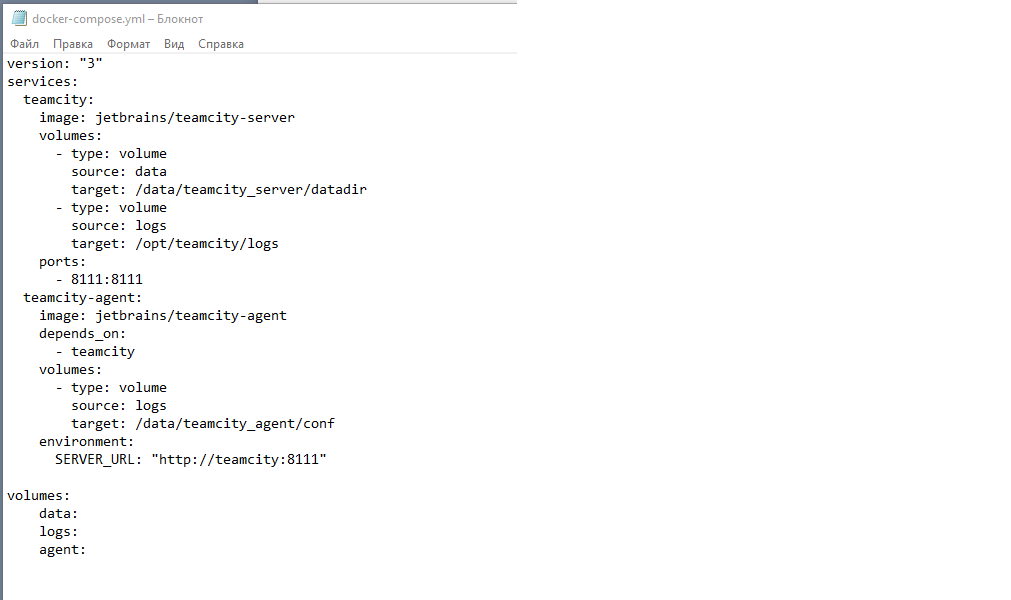 docker-compose.yml – Блокнот
Файл Правка Формат Вид Справка
version: "3"
services:
  teamcity:
    image: jetbrains/teamcity-server
    volumes:
      - type: volume
        source: data
        target: /data/teamcity_server/datadir
      - type: volume
        source: logs
        target: /opt/teamcity/logs
    ports:
      - 8111:8111
  teamcity-agent:
    image: jetbrains/teamcity-agent
    depends_on:
      - teamcity
    volumes:
      - type: volume
        source: logs
        target: /data/teamcity_agent/conf
    environment:
      SERVER_URL: "http://teamcity:8111"

volumes:
    data:
    logs:
    agent: